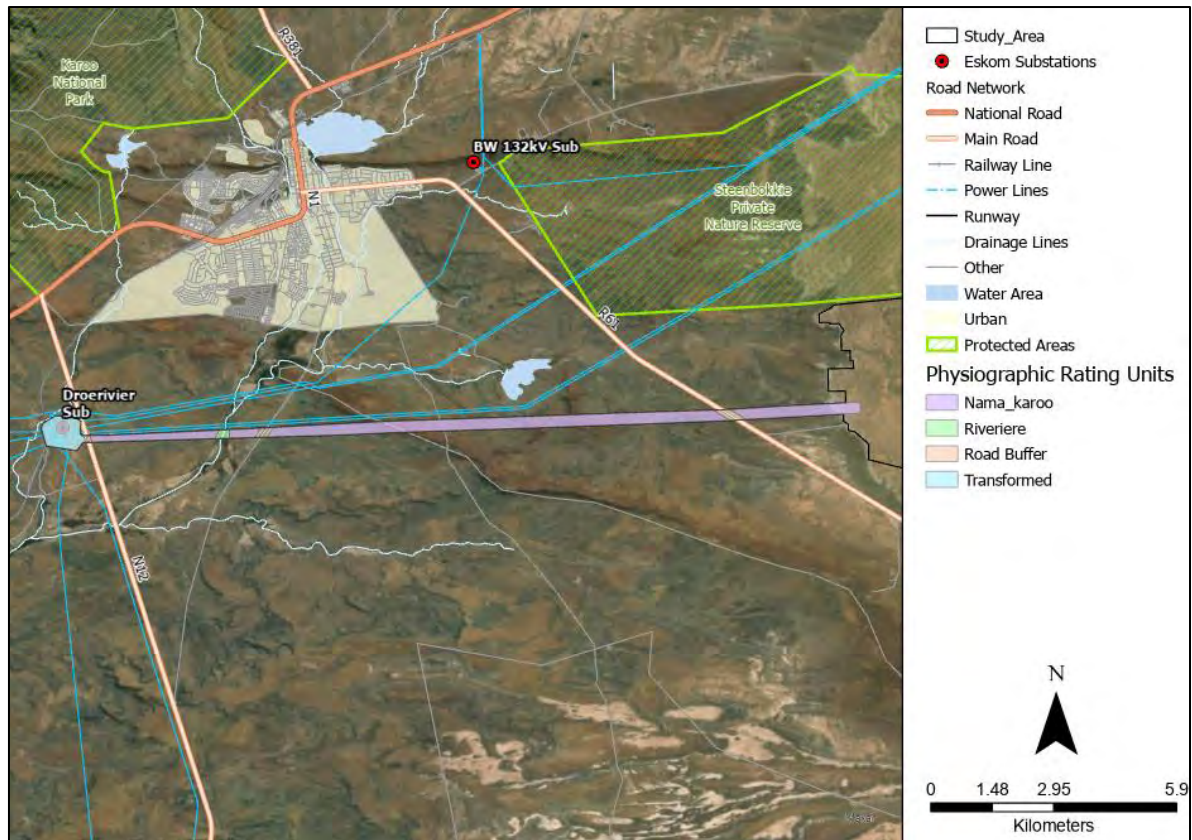 R381
Karoo
National
Park
BW 132kV Sub
N1
Steenbokkie
Private
Nature Reserve
R61
Droerivier
Sub
N12
Study_Area
Eskom Substations
Road Network
National Road
Main Road
Railway Line
Power Lines
Runway
Drainage Lines
Other
Water Area
Urban
Protected Areas
Physiographic Rating Units
Nama_karoo
Riveriere
Road Buffer
Transformed
N
0 1.48 2.95 5.9
Kilometers